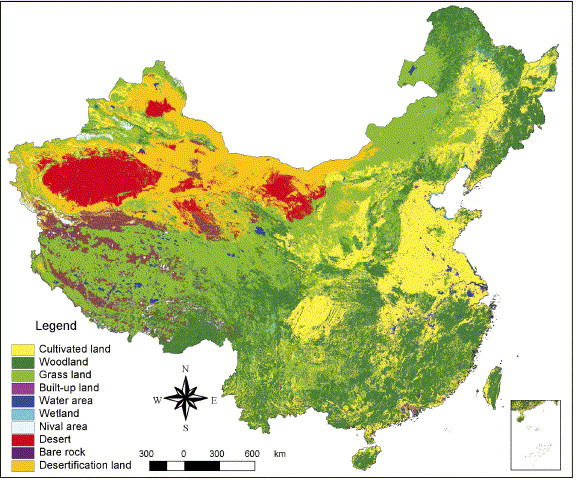 Legend
Cultivated land
Woodland
Grass land
Built-up land
Water area
Wetland
Nival area
Desert
Bare rock
Desertification land
N
W E
S
300 0 300 600 km